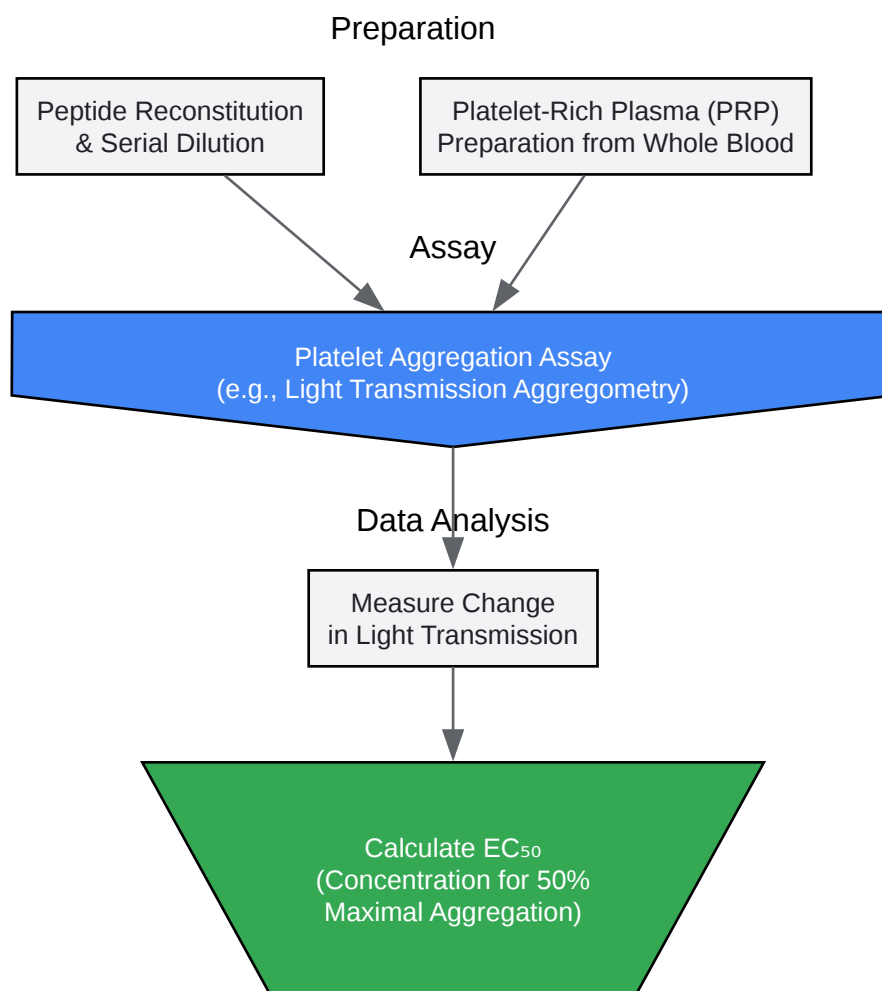 Preparation
Peptide Reconstitution
& Serial Dilution
Platelet-Rich Plasma (PRP)
Preparation from Whole Blood
Assay
Platelet Aggregation Assay
(e.g., Light Transmission Aggregometry)
Data Analysis
Measure Change
in Light Transmission
Calculate EC₅₀
(Concentration for 50%
Maximal Aggregation)